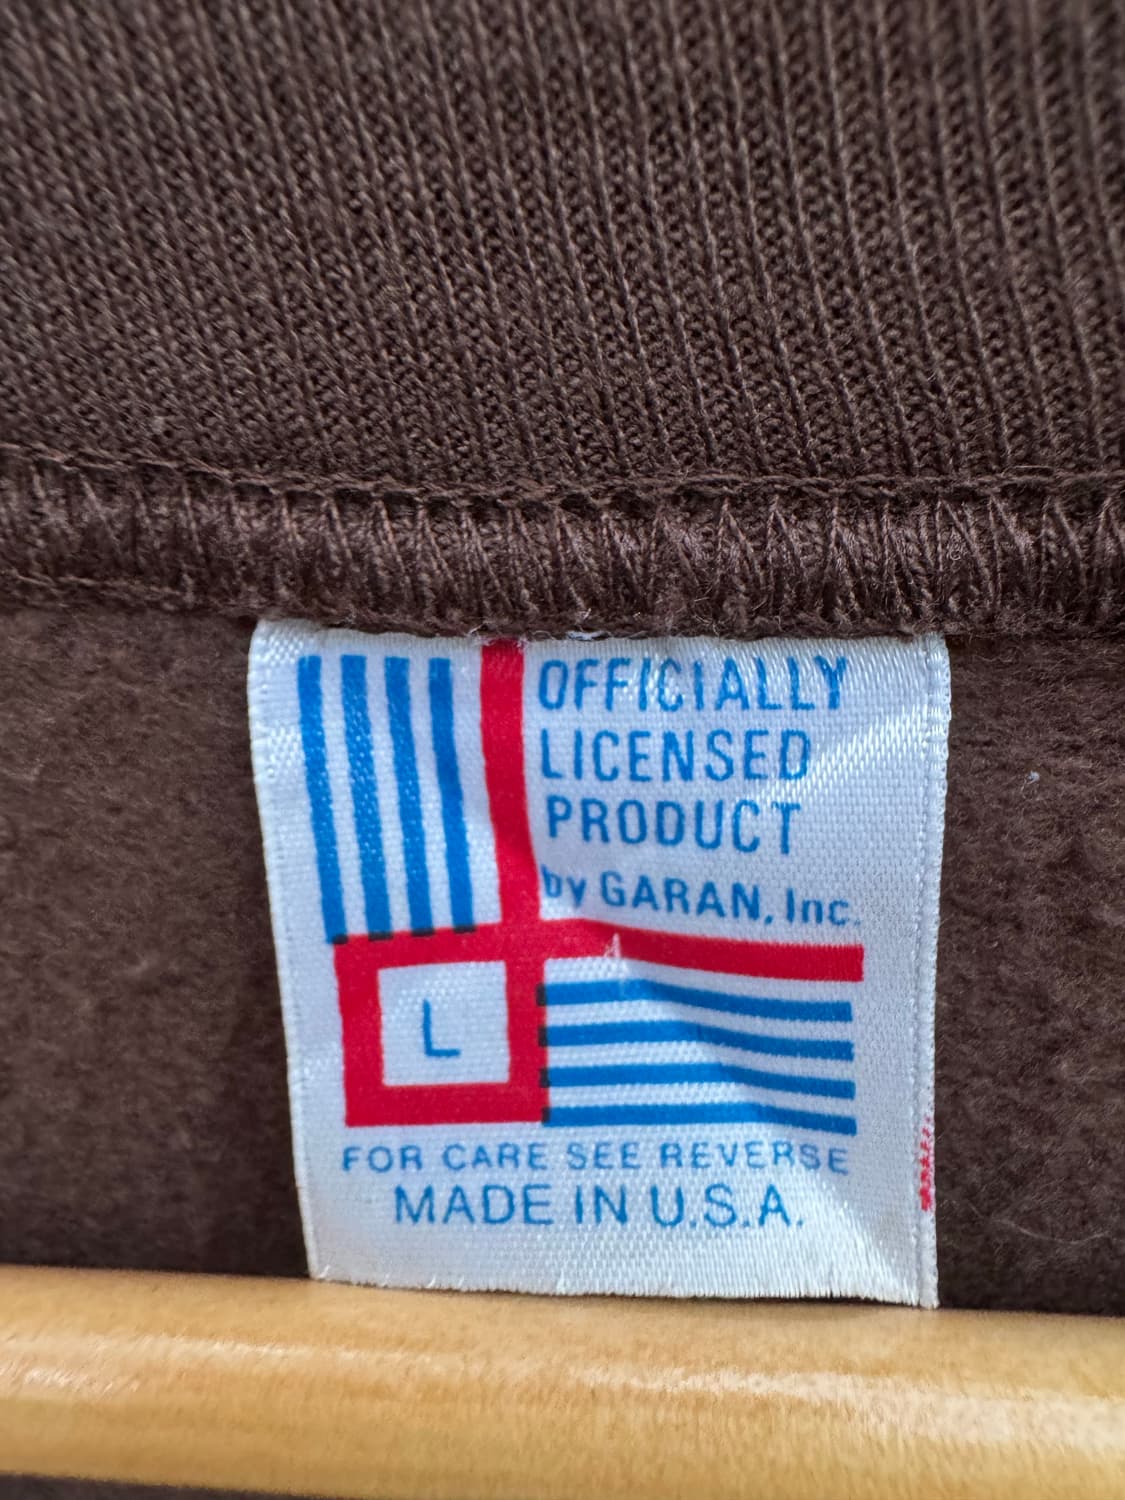 OFFICIALLY
LICENSED
PRODUCT
by GARAN, Inc.
L
FOR CARE SEE REVERSE
MADE IN U.S.A.